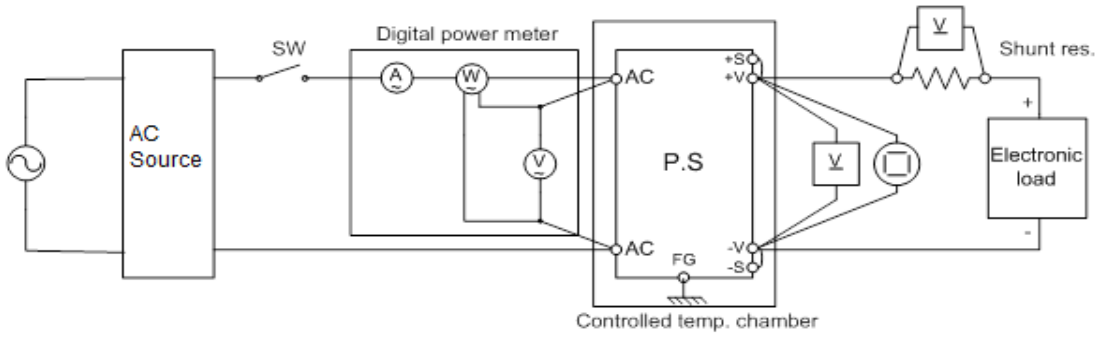 SW
Digital power meter
A
W
V
AC
Source
AC
AC
P.S
FG
+S
+V
-V
-S
V
V
Shunt res.
+
Electronic
load
-
Controlled temp. chamber